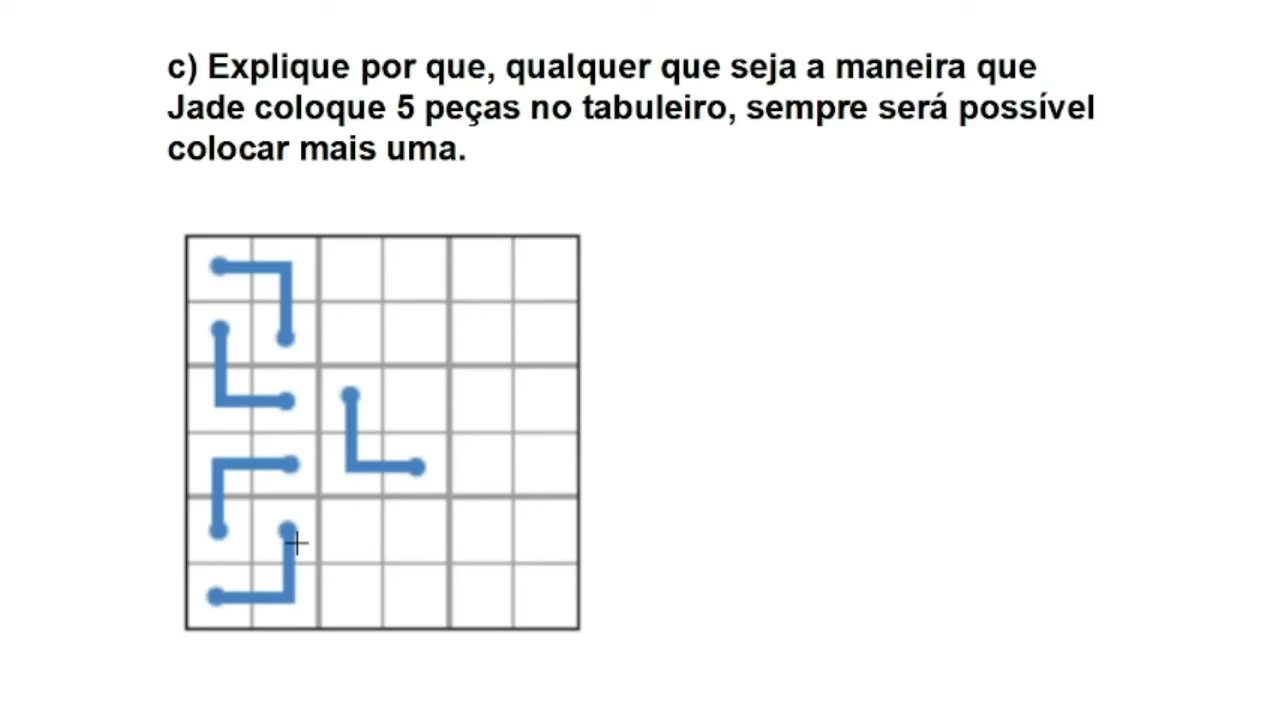 c) Explique por que, qualquer que seja a maneira que
Jade coloque 5 peças no tabuleiro, sempre será possível
colocar mais uma.